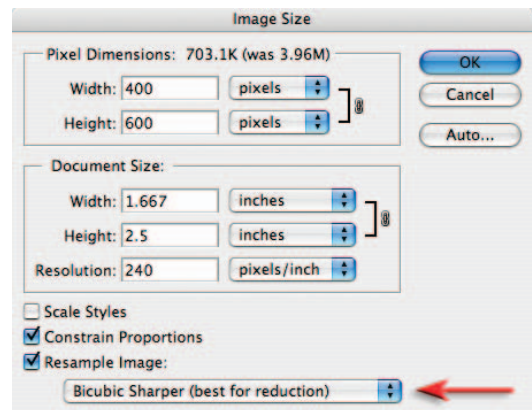 Image Size
Pixel Dimensions: 703.1K (was 3.96M)
Width: 400 pixels
Height: 600 pixels
OK
Cancel
Auto...
Document Size:
Width: 1.667 inches
Height: 2.5 inches
Resolution: 240 pixels/inch
Scale Styles
Constrain Proportions
Resample Image:
Bicubic Sharper (best for reduction)